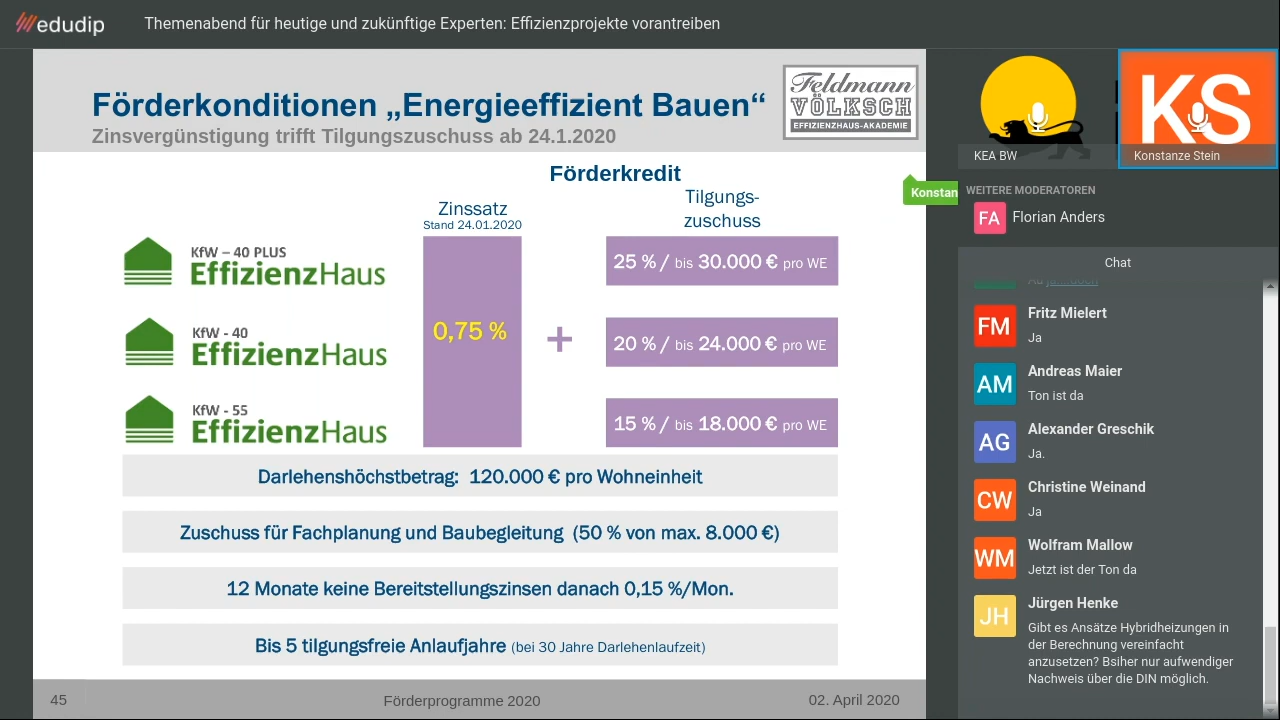 edudip
Themenabend für heutige und zukünftige Experten: Effizienzprojekte vorantreiben
Förderkonditionen „Energieeffizient Bauen“
Zinsvergünstigung trifft Tilgungszuschuss ab 24.1.2020
Feldmann
VÖLKSCH
EFFIZIENZHAUS-AKADEMIE
Förderkredit
Zinssatz
Stand 24.01.2020
Tilgungs-
zuschuss
KfW – 40 PLUS
EffizienzHaus
25 % / bis 30.000 € pro WE
0,75 %
+
KfW - 40
EffizienzHaus
20 % / bis 24.000 € pro WE
KfW - 55
EffizienzHaus
15 % / bis 18.000 € pro WE
Darlehenshöchstbetrag: 120.000 € pro Wohneinheit
Zuschuss für Fachplanung und Baubegleitung (50 % von max. 8.000 €)
12 Monate keine Bereitstellungszinsen danach 0,15 %/Mon.
Bis 5 tilgungsfreie Anlaufjahre (bei 30 Jahre Darlehenlaufzeit)
45
Förderprogramme 2020
02. April 2020
KEA BW
KS
Konstanze Stein
Konstan
WEITERE MODERATOREN
FA
Florian Anders
Chat
FM
Fritz Mielert
Ja
AM
Andreas Maier
Ton ist da
AG
Alexander Greschik
Ja.
CW
Christine Weinand
Ja
WM
Wolfram Mallow
Jetzt ist der Ton da
JH
Jürgen Henke
Gibt es Ansätze Hybridheizungen in
der Berechnung vereinfacht
anzusetzen? Bsiher nur aufwendiger
Nachweis über die DIN möglich.